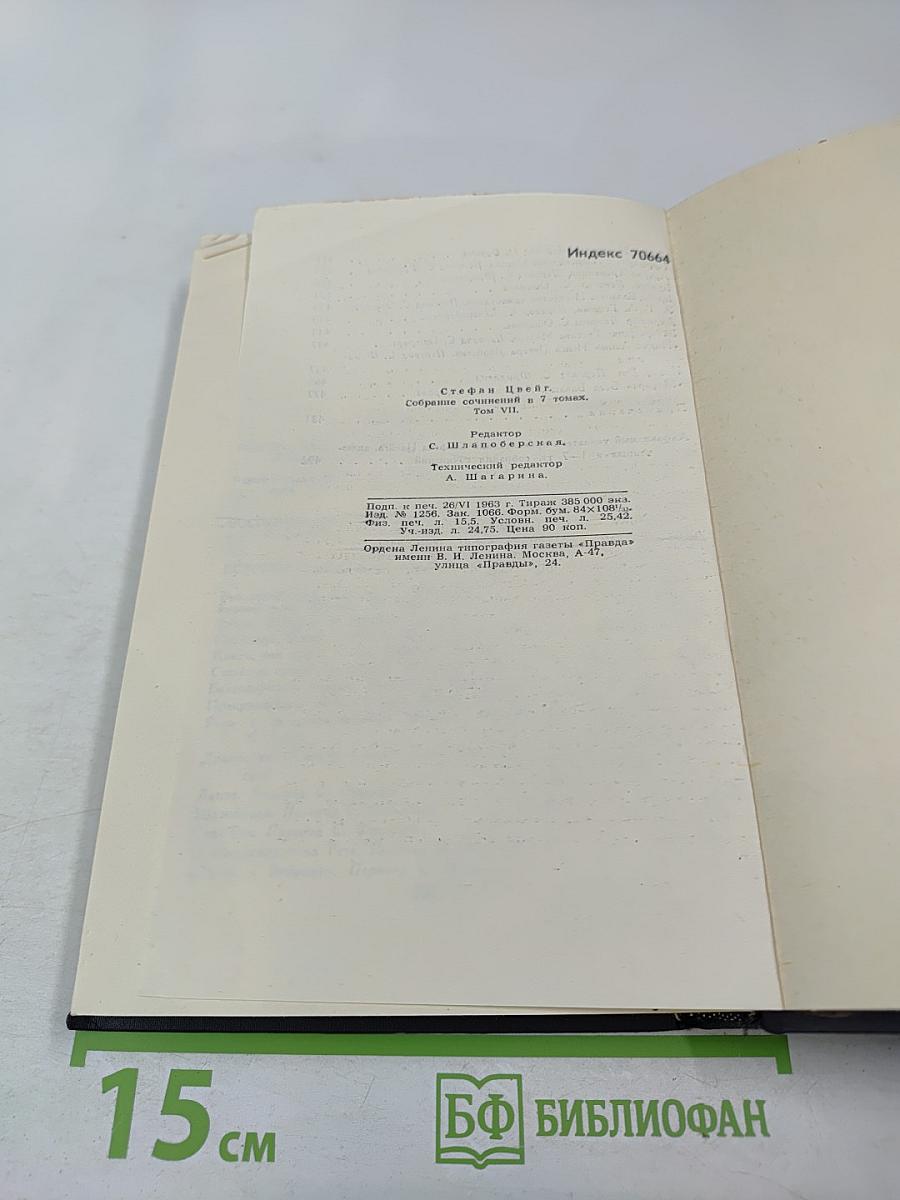 Индекс 70664
Стефан Цвейг.
Собрание сочинений в 7 томах.
Том VII.
Редактор
С. Шлапоберская.
Технический редактор
А. Шагарина.
Подп. к печ. 26/VI 1963 г. Тираж 385 000 экз.
Изд. № 1256. Зак. 1066. Форм. бум. 84×108¹/₃₂.
Физ. печ. л. 15,5. Условн. печ. л. 25,42.
Уч.-изд. л. 24,75. Цена 90 коп.
Ордена Ленина типография газеты «Правда»
имени В. И. Ленина. Москва, А-47,
улица «Правды», 24.
15 см
БФ БИБЛИОФАН